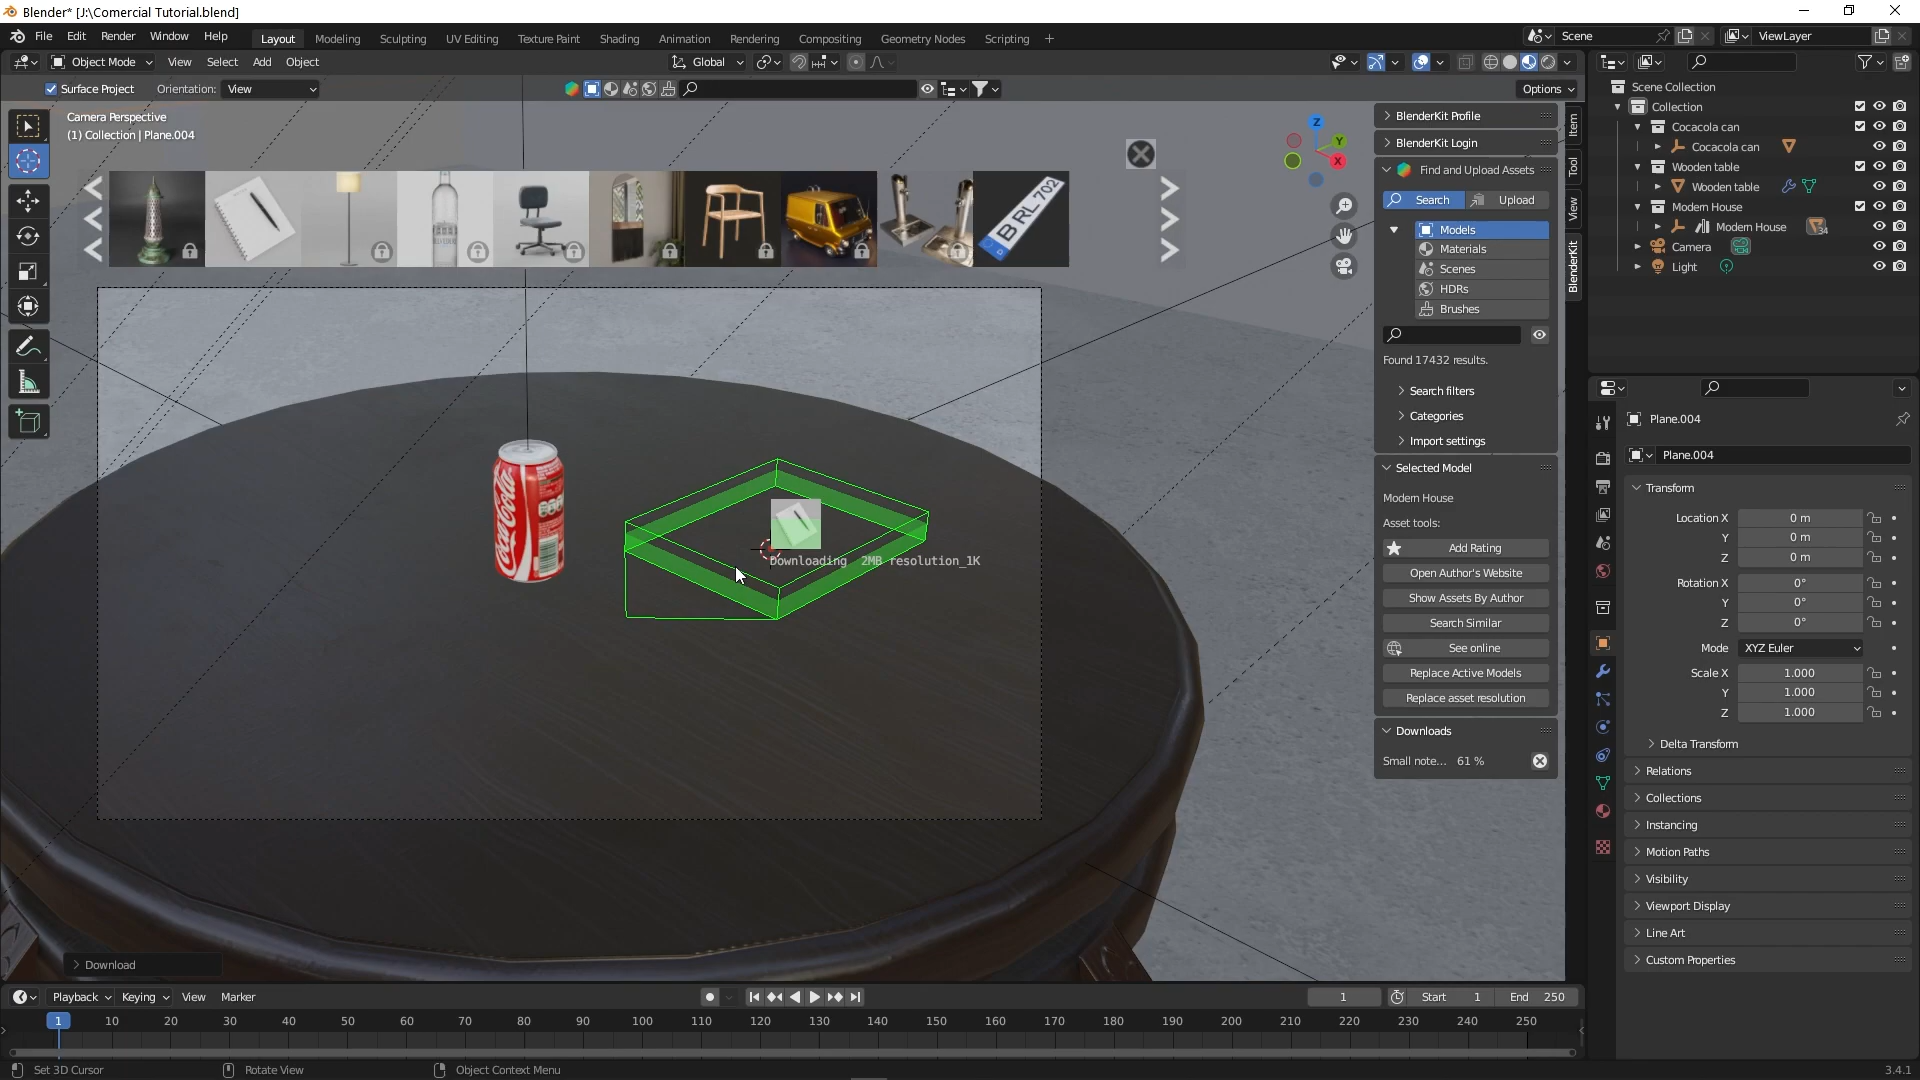 Blender* [J:\Comercial Tutorial.blend]
File Edit Render Window Help
Layout Modeling Sculpting UV Editing Texture Paint Shading Animation Rendering Compositing Geometry Nodes Scripting +
Scene
ViewLayer
Object Mode View Select Add Object
Global
Surface Project Orientation: View
Options
Camera Perspective
(1) Collection | Plane.004
Z
Y
X
BRL 702
Coca-Cola
Downloading 2MB resolution_1K
Download
Item
Tool
View
BlenderKit
BlenderKit Profile
BlenderKit Login
Find and Upload Assets
Search Upload
Models
Materials
Scenes
HDRs
Brushes
Found 17432 results.
Search filters
Categories
Import settings
Selected Model
Modern House
Asset tools:
Add Rating
Open Author's Website
Show Assets By Author
Search Similar
See online
Replace Active Models
Replace asset resolution
Downloads
Small note... 61 %
Scene Collection
Collection
Cocacola can
Cocacola can
Wooden table
Wooden table
Modern House
Modern House 34
Camera
Light
Plane.004
Plane.004
Transform
Location X 0 m
Y 0 m
Z 0 m
Rotation X 0°
Y 0°
Z 0°
Mode XYZ Euler
Scale X 1.000
Y 1.000
Z 1.000
Delta Transform
Relations
Collections
Instancing
Motion Paths
Visibility
Viewport Display
Line Art
Custom Properties
Playback Keying View Marker
1 Start 1 End 250
1 10 20 30 40 50 60 70 80 90 100 110 120 130 140 150 160 170 180 190 200 210 220 230 240 250
Set 3D Cursor Rotate View Object Context Menu
3.4.1